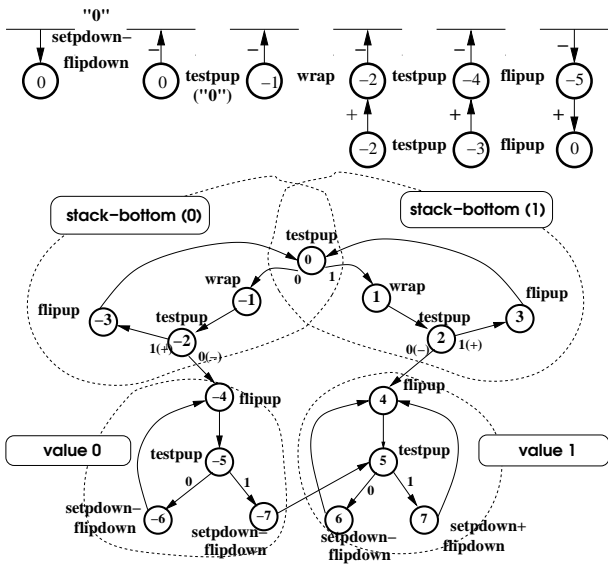 "0"
setpdown−
flipdown
0
−
0
testpup
("0")
−
−1
wrap
−
−2
+
−2
testpup
testpup
−
−4
+
−3
flipup
flipup
−
−5
+
0
stack−bottom (0)
stack−bottom (1)
testpup
0
0
1
wrap
−1
wrap
1
flipup
−3
testpup
−2
1(+)
0(−)
testpup
2
0(−)
1(+)
flipup
3
−4
flipup
flipup
4
value 0
value 1
testpup
−5
0
1
testpup
5
0
1
−6
setpdown−
flipdown
−7
setpdown−
flipdown
6
setpdown−
flipdown
7
setpdown+
flipdown